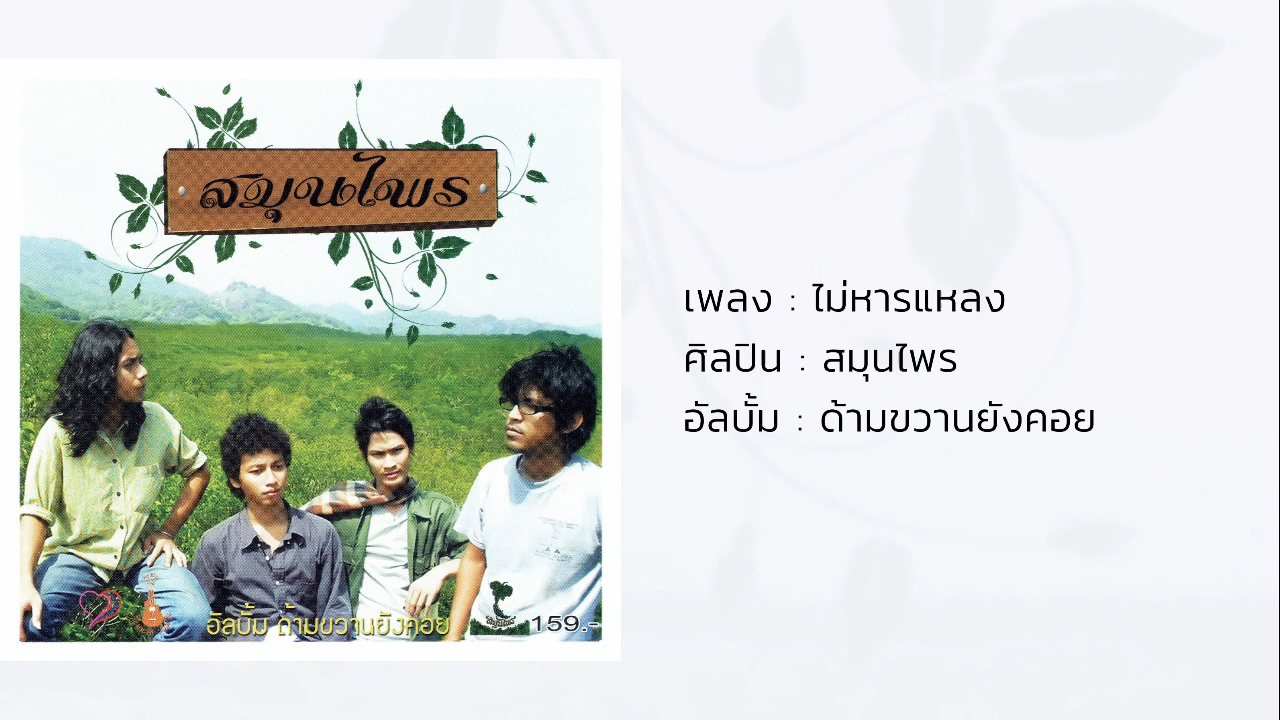 สมุนไพร
อัลบั้ม ด้ามขวานยังคอย
159.-
เพลง : ไม่หารแหลง
ศิลปิน : สมุนไพร
อัลบั้ม : ด้ามขวานยังคอย